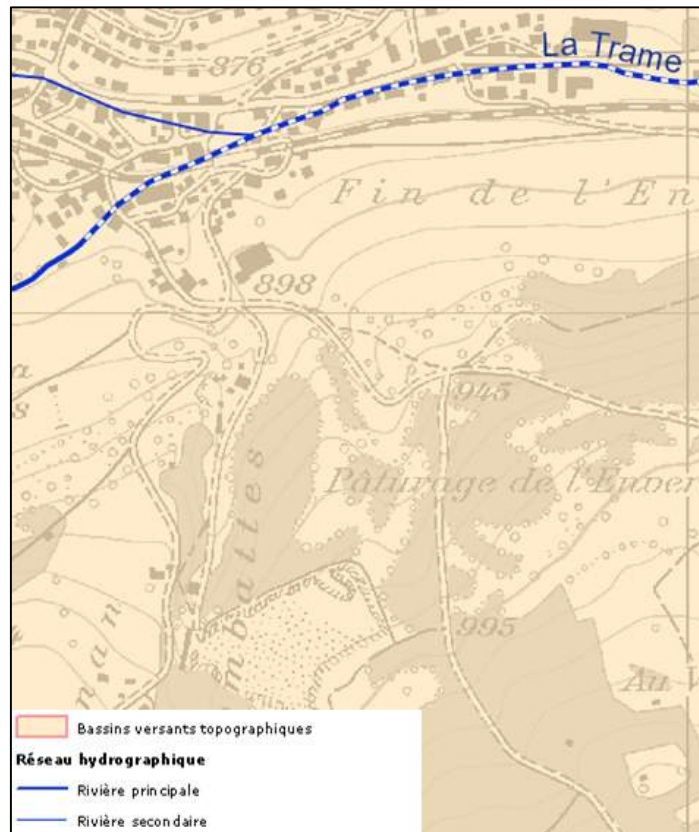 La Trame
876
Fin de l'En
898
945
Pâturage de l'Enver
995
Au V
Bassins versants topographiques
Réseau hydrographique
Rivière principale
Rivière secondaire